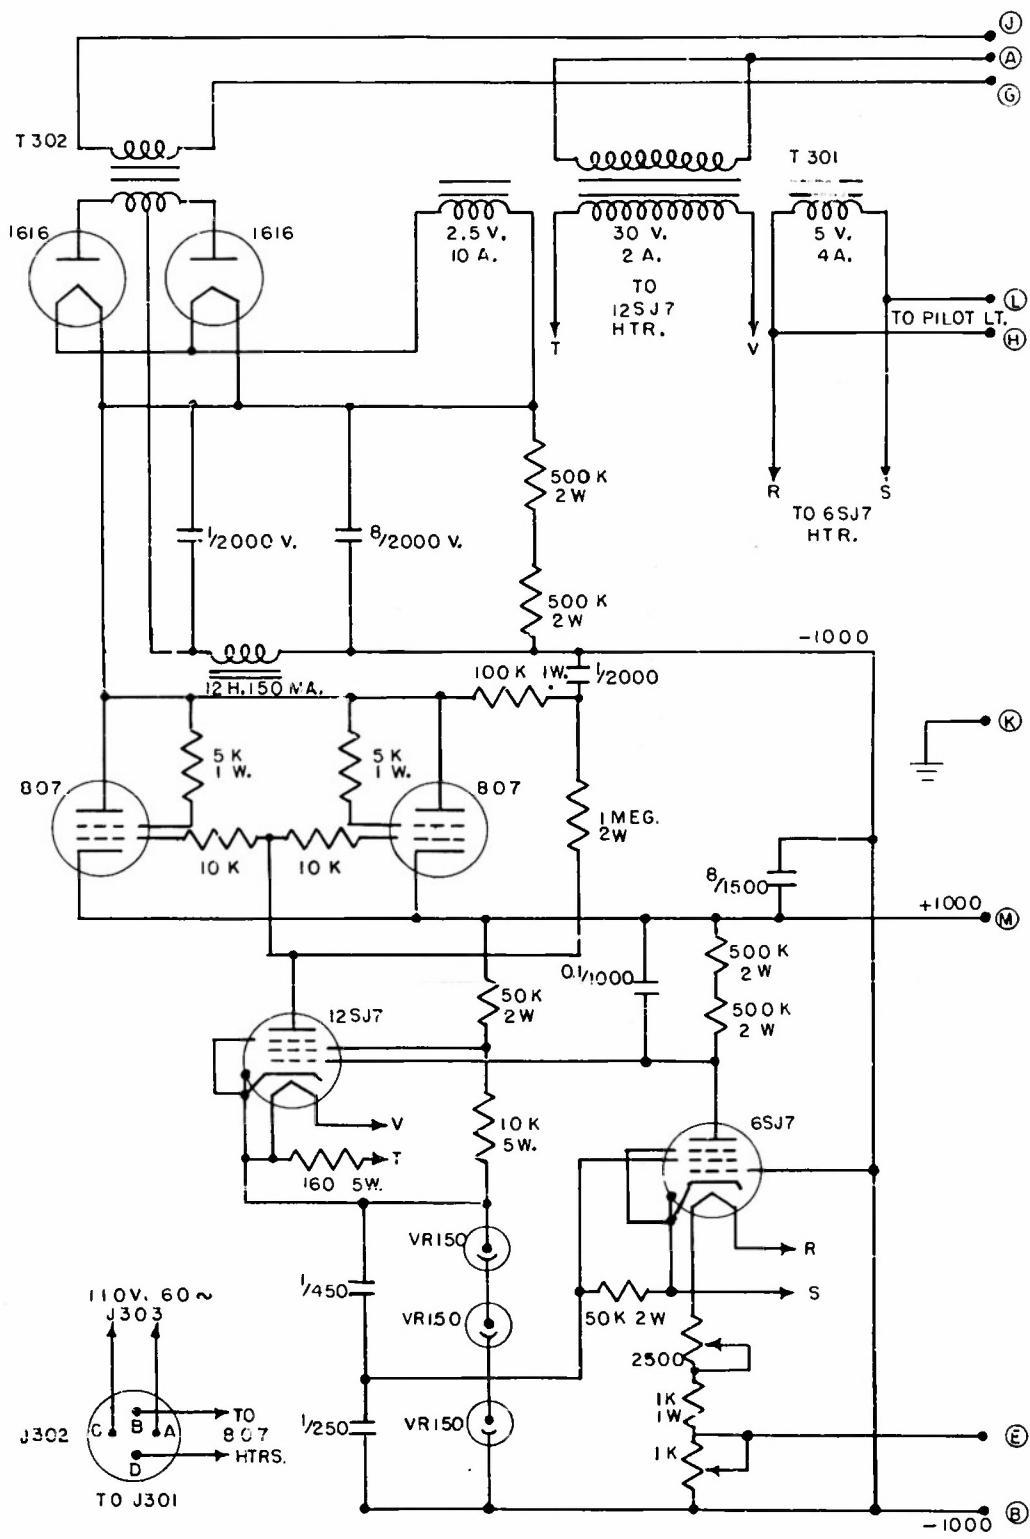 J
A
G
T 302
T 301
1616
1616
2.5 V.
10 A.
30 V.
2 A.
TO
12SJ7
HTR.
5 V.
4A.
L
TO PILOT LT.
H
T
V
R
S
TO 6SJ7
HTR.
500 K
2 W
1/2000 V.
8/2000 V.
500 K
2W
-1000
12 H. 150 MA.
100 K 1W.
1/2000
K
5 K
1 W.
5 K
1 W.
807
807
1 MEG.
2W
10 K
10 K
8/1500
+1000
M
0.1/1000
500 K
2 W
500 K
2 W
50 K
2W
12SJ7
V
10 K
5W.
6SJ7
T
160 5W.
VR150
R
1/450
S
50K 2W
VR150
2500
1K
1W
110V. 60 ~
J303
J302
C
B
A
D
TO
807
HTRS.
TO J301
1/250
VR150
1K
E
-1000
B